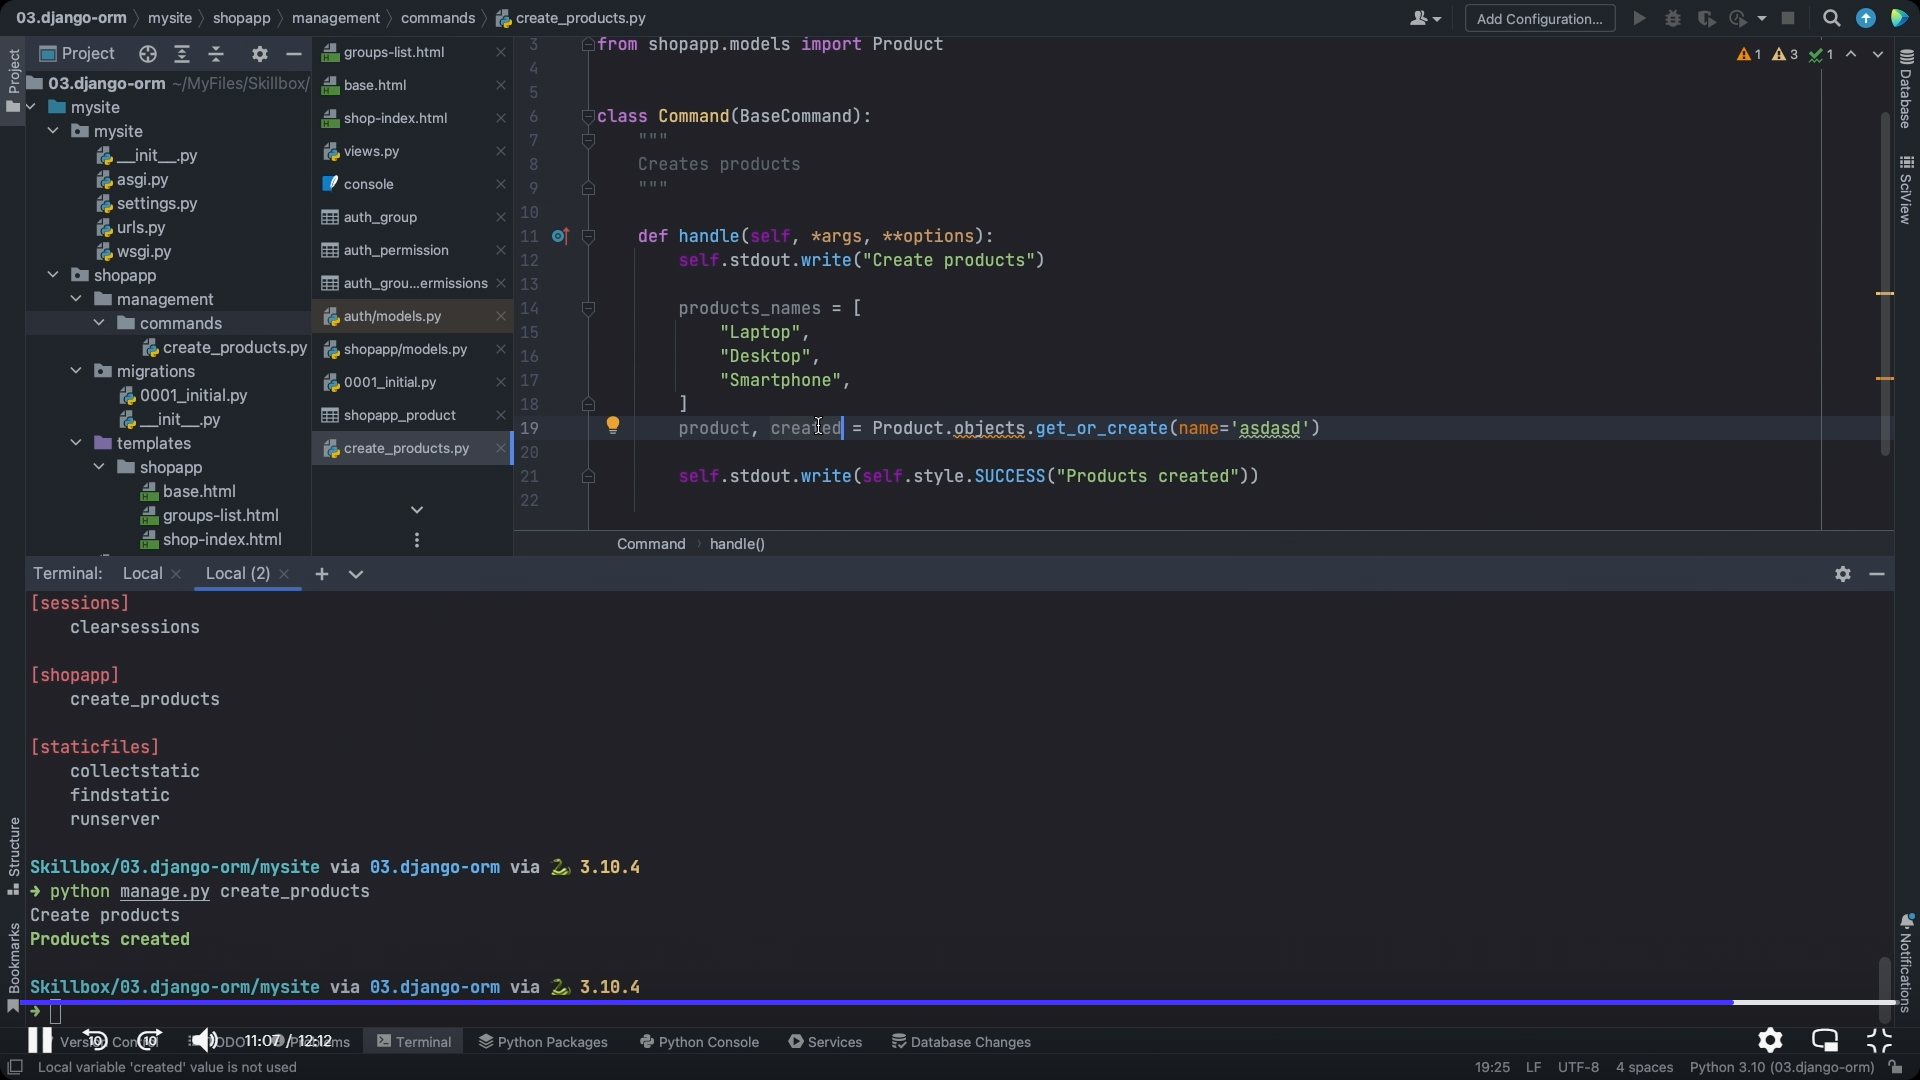 03.django-orm mysite shopapp management commands create_products.py
Add Configuration...
Project
03.django-orm ~/MyFiles/Skillbox/
mysite
mysite
__init__.py
asgi.py
settings.py
urls.py
wsgi.py
shopapp
management
commands
create_products.py
migrations
0001_initial.py
__init__.py
templates
shopapp
base.html
groups-list.html
shop-index.html
groups-list.html
base.html
shop-index.html
views.py
console
auth_group
auth_permission
auth_grou...ermissions
auth/models.py
shopapp/models.py
0001_initial.py
shopapp_product
create_products.py
1 3 1
3 from shopapp.models import Product
4
5
6 class Command(BaseCommand):
7 """
8 Creates products
9 """
10
11 def handle(self, *args, **options):
12 self.stdout.write("Create products")
13
14 products_names = [
15 "Laptop",
16 "Desktop",
17 "Smartphone",
18 ]
19 product, created = Product.objects.get_or_create(name='asdasd')
20
21 self.stdout.write(self.style.SUCCESS("Products created"))
22
Command handle()
Project
Structure
Bookmarks
Database
SciView
Notifications
Terminal: Local Local (2)
[sessions]
clearsessions
[shopapp]
create_products
[staticfiles]
collectstatic
findstatic
runserver
Skillbox/03.django-orm/mysite via 03.django-orm via 3.10.4
➜ python manage.py create_products
Create products
Products created
Skillbox/03.django-orm/mysite via 03.django-orm via 3.10.4
➜
10 10 11:07 / 12:12
Terminal Python Packages Python Console Services Database Changes
Local variable 'created' value is not used
19:25 LF UTF-8 4 spaces Python 3.10 (03.django-orm)